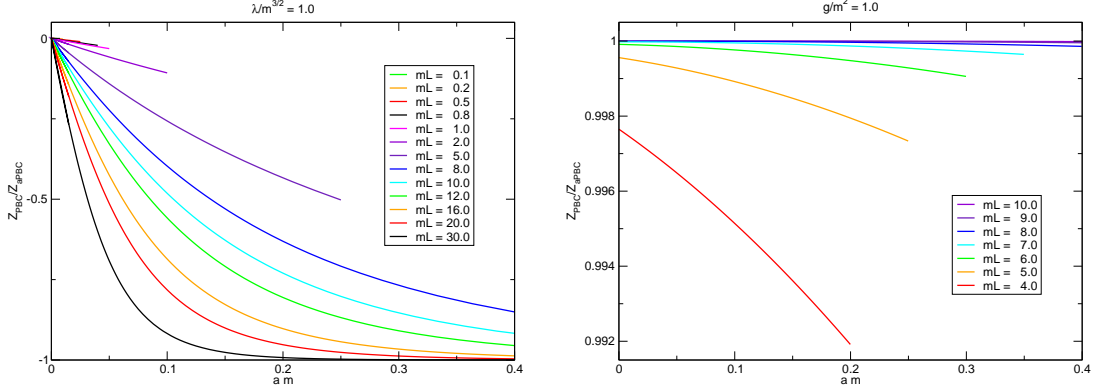 λ/m^3/2 = 1.0
Z_PBC/Z_aPBC
0
-0.5
-1
0
0.1
0.2
0.3
0.4
a m
mL = 0.1
mL = 0.2
mL = 0.5
mL = 0.8
mL = 1.0
mL = 2.0
mL = 5.0
mL = 8.0
mL = 10.0
mL = 12.0
mL = 16.0
mL = 20.0
mL = 30.0
g/m^2 = 1.0
Z_PBC/Z_aPBC
1
0.998
0.996
0.994
0.992
0
0.1
0.2
0.3
0.4
a m
mL = 10.0
mL = 9.0
mL = 8.0
mL = 7.0
mL = 6.0
mL = 5.0
mL = 4.0